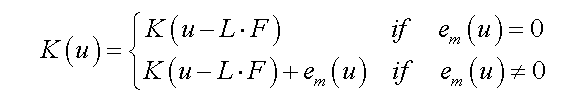 K(u) = { K(u − L · F) if e_m(u) = 0
K(u − L · F) + e_m(u) if e_m(u) ≠ 0